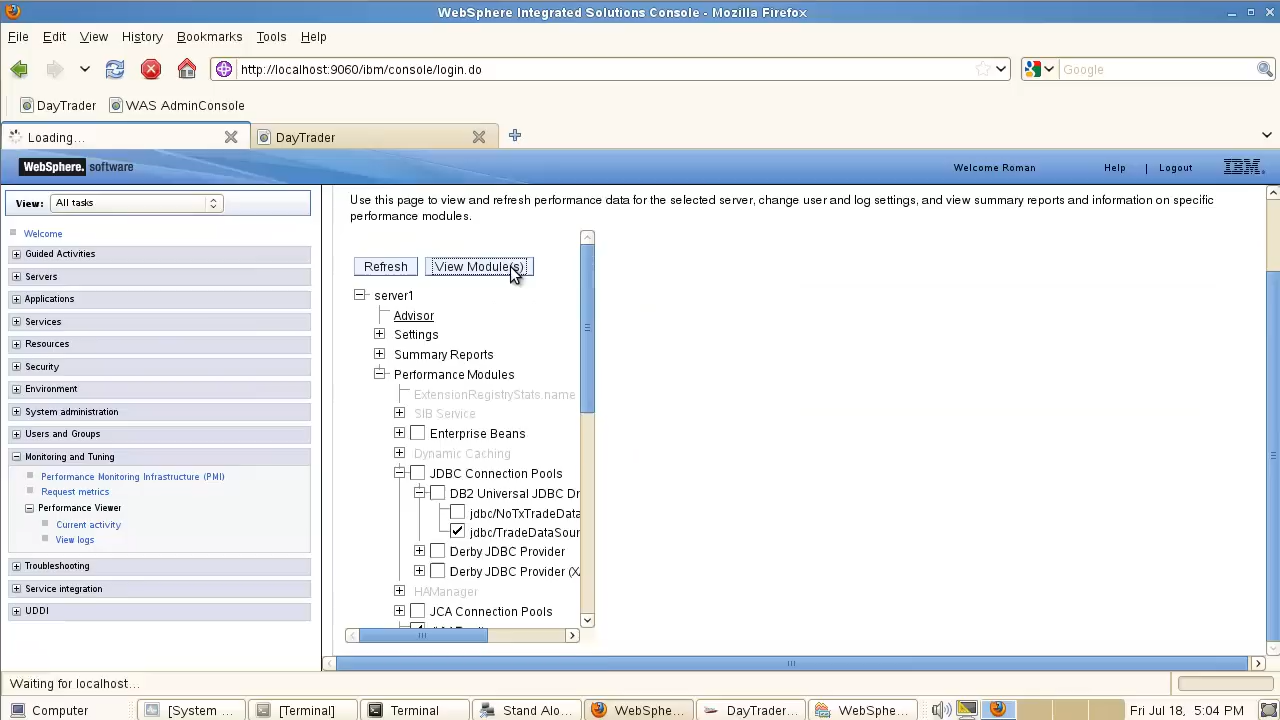 WebSphere Integrated Solutions Console - Mozilla Firefox
File Edit View History Bookmarks Tools Help
http://localhost:9060/ibm/console/login.do
Google
DayTrader WAS AdminConsole
Loading... DayTrader
WebSphere. software Welcome Roman Help | Logout IBM.
View: All tasks
Welcome
Guided Activities
Servers
Applications
Services
Resources
Security
Environment
System administration
Users and Groups
Monitoring and Tuning
Performance Monitoring Infrastructure (PMI)
Request metrics
Performance Viewer
Current activity
View logs
Troubleshooting
Service integration
UDDI
Use this page to view and refresh performance data for the selected server, change user and log settings, and view summary reports and information on specific
performance modules.
Refresh View Module(s)
server1
Advisor
Settings
Summary Reports
Performance Modules
ExtensionRegistryStats.name
SIB Service
Enterprise Beans
Dynamic Caching
JDBC Connection Pools
DB2 Universal JDBC Dr
jdbc/NoTxTradeData
jdbc/TradeDataSour
Derby JDBC Provider
Derby JDBC Provider (XA
HAManager
JCA Connection Pools
Waiting for localhost...
Computer [System [Terminal] Terminal Stand Alo WebSphe... DayTrader... WebSphe... Fri Jul 18, 5:04 PM